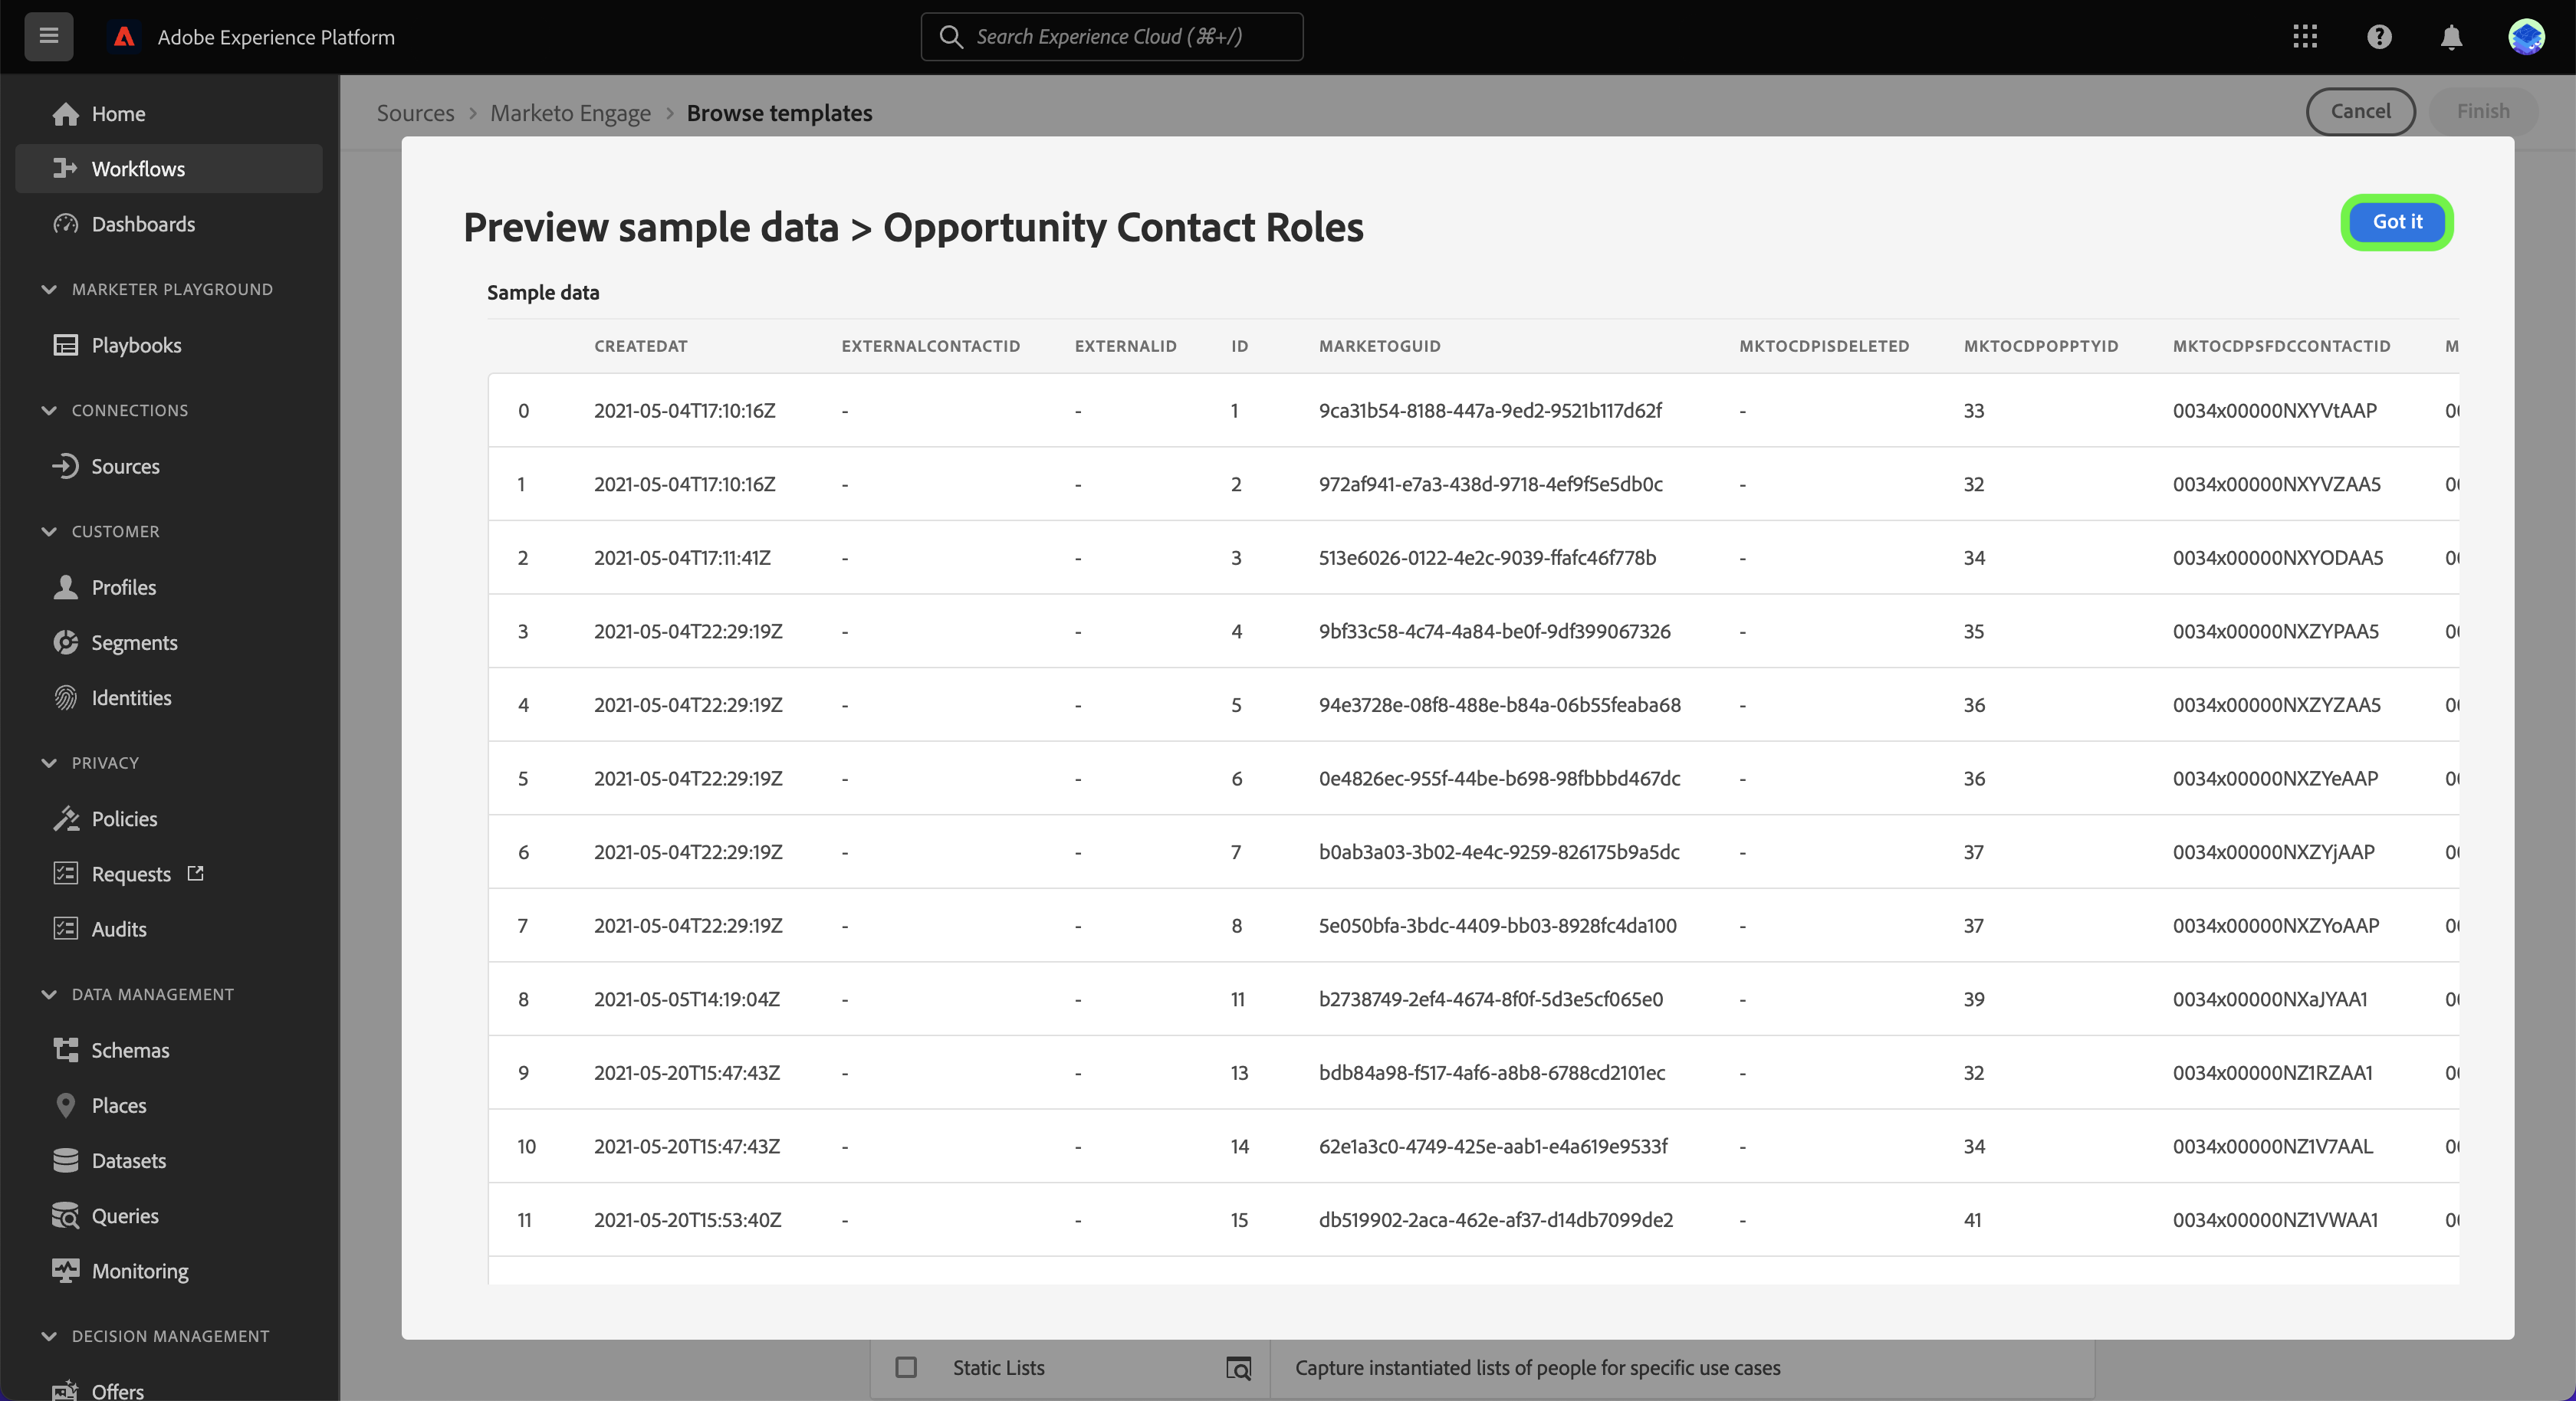 Adobe Experience Platform
Search Experience Cloud (⌘+/)
Home
Workflows
Dashboards
MARKETER PLAYGROUND
Playbooks
CONNECTIONS
Sources
CUSTOMER
Profiles
Segments
Identities
PRIVACY
Policies
Requests
Audits
DATA MANAGEMENT
Schemas
Places
Datasets
Queries
Monitoring
DECISION MANAGEMENT
Offers
Sources > Marketo Engage > Browse templates
Cancel
Finish
Preview sample data > Opportunity Contact Roles
Got it
Sample data
CREATEDAT EXTERNALCONTACTID EXTERNALID ID MARKETOGUID MKTOCDPISDELETED MKTOCDPOPPTYID MKTOCDPSFDCCONTACTID M
0 2021-05-04T17:10:16Z - - 1 9ca31b54-8188-447a-9ed2-9521b117d62f - 33 0034x00000NXYVtAAP 0
1 2021-05-04T17:10:16Z - - 2 972af941-e7a3-438d-9718-4ef9f5e5db0c - 32 0034x00000NXYVZAA5 0
2 2021-05-04T17:11:41Z - - 3 513e6026-0122-4e2c-9039-ffafc46f778b - 34 0034x00000NXYODAA5 0
3 2021-05-04T22:29:19Z - - 4 9bf33c58-4c74-4a84-be0f-9df399067326 - 35 0034x00000NXZYPAA5 0
4 2021-05-04T22:29:19Z - - 5 94e3728e-08f8-488e-b84a-06b55feaba68 - 36 0034x00000NXZYZAA5 0
5 2021-05-04T22:29:19Z - - 6 0e4826ec-955f-44be-b698-98fbbbd467dc - 36 0034x00000NXZYeAAP 0
6 2021-05-04T22:29:19Z - - 7 b0ab3a03-3b02-4e4c-9259-826175b9a5dc - 37 0034x00000NXZYjAAP 0
7 2021-05-04T22:29:19Z - - 8 5e050bfa-3bdc-4409-bb03-8928fc4da100 - 37 0034x00000NXZYoAAP 0
8 2021-05-05T14:19:04Z - - 11 b2738749-2ef4-4674-8f0f-5d3e5cf065e0 - 39 0034x00000NXaJYAA1 0
9 2021-05-20T15:47:43Z - - 13 bdb84a98-f517-4af6-a8b8-6788cd2101ec - 32 0034x00000NZ1RZAA1 0
10 2021-05-20T15:47:43Z - - 14 62e1a3c0-4749-425e-aab1-e4a619e9533f - 34 0034x00000NZ1V7AAL 0
11 2021-05-20T15:53:40Z - - 15 db519902-2aca-462e-af37-d14db7099de2 - 41 0034x00000NZ1VWAA1 0
Static Lists
Capture instantiated lists of people for specific use cases